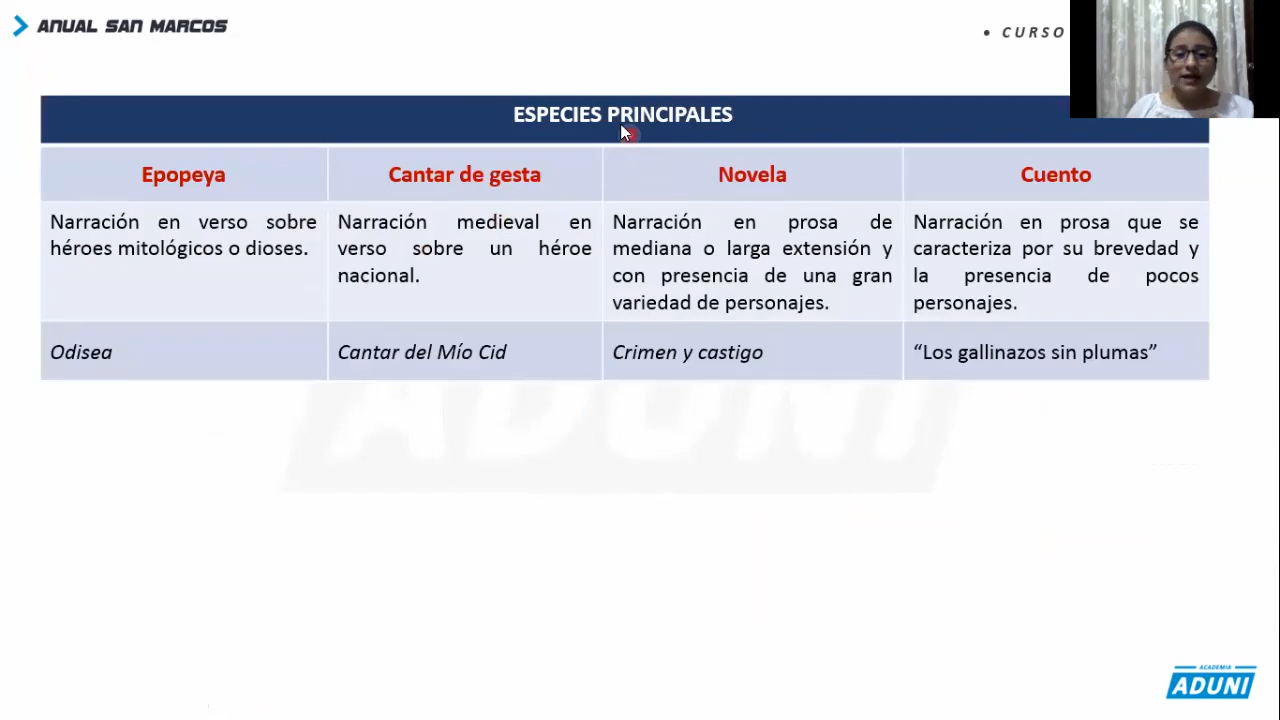 ANUAL SAN MARCOS
• CURSO
ESPECIES PRINCIPALES
Epopeya
Cantar de gesta
Novela
Cuento
Narración en verso sobre
héroes mitológicos o dioses.
Narración medieval en
verso sobre un héroe
nacional.
Narración en prosa de
mediana o larga extensión y
con presencia de una gran
variedad de personajes.
Narración en prosa que se
caracteriza por su brevedad y
la presencia de pocos
personajes.
Odisea
Cantar del Mío Cid
Crimen y castigo
“Los gallinazos sin plumas”
ADUNI
ACADEMIA
ADUNI